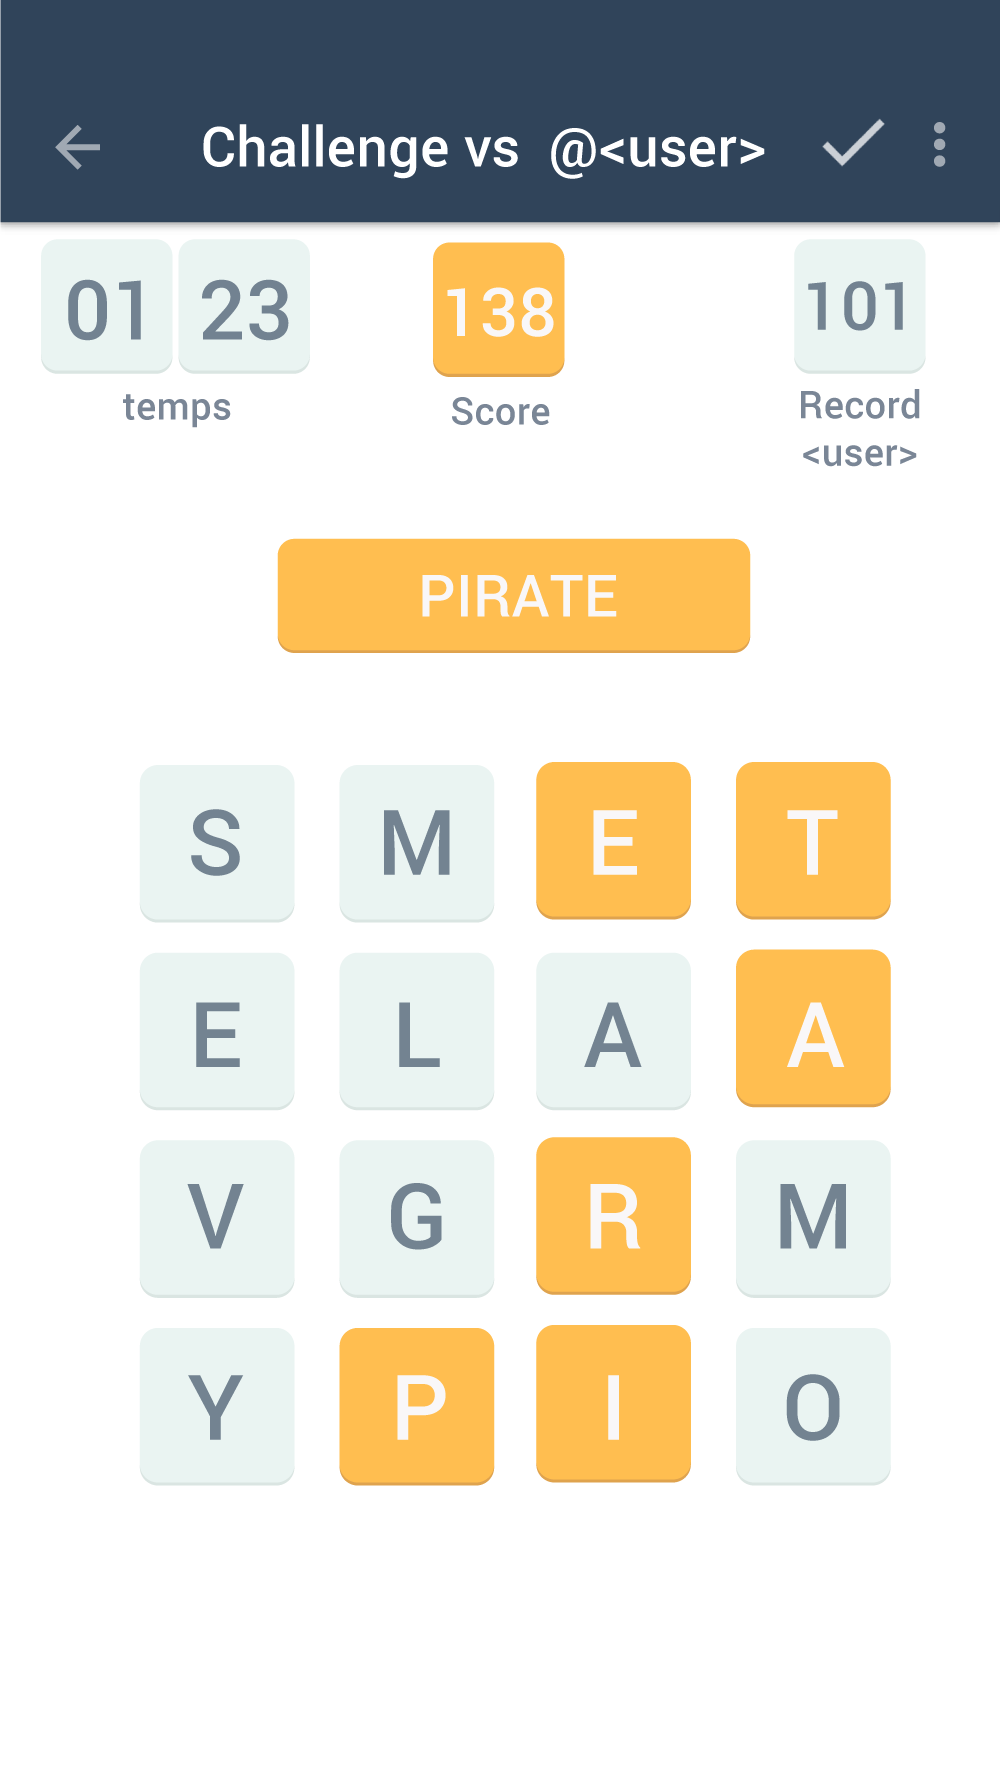 Challenge vs @<user>
01 23 138 101
temps Score Record
<user>
PIRATE
S M E T
E L A A
V G R M
Y P I O